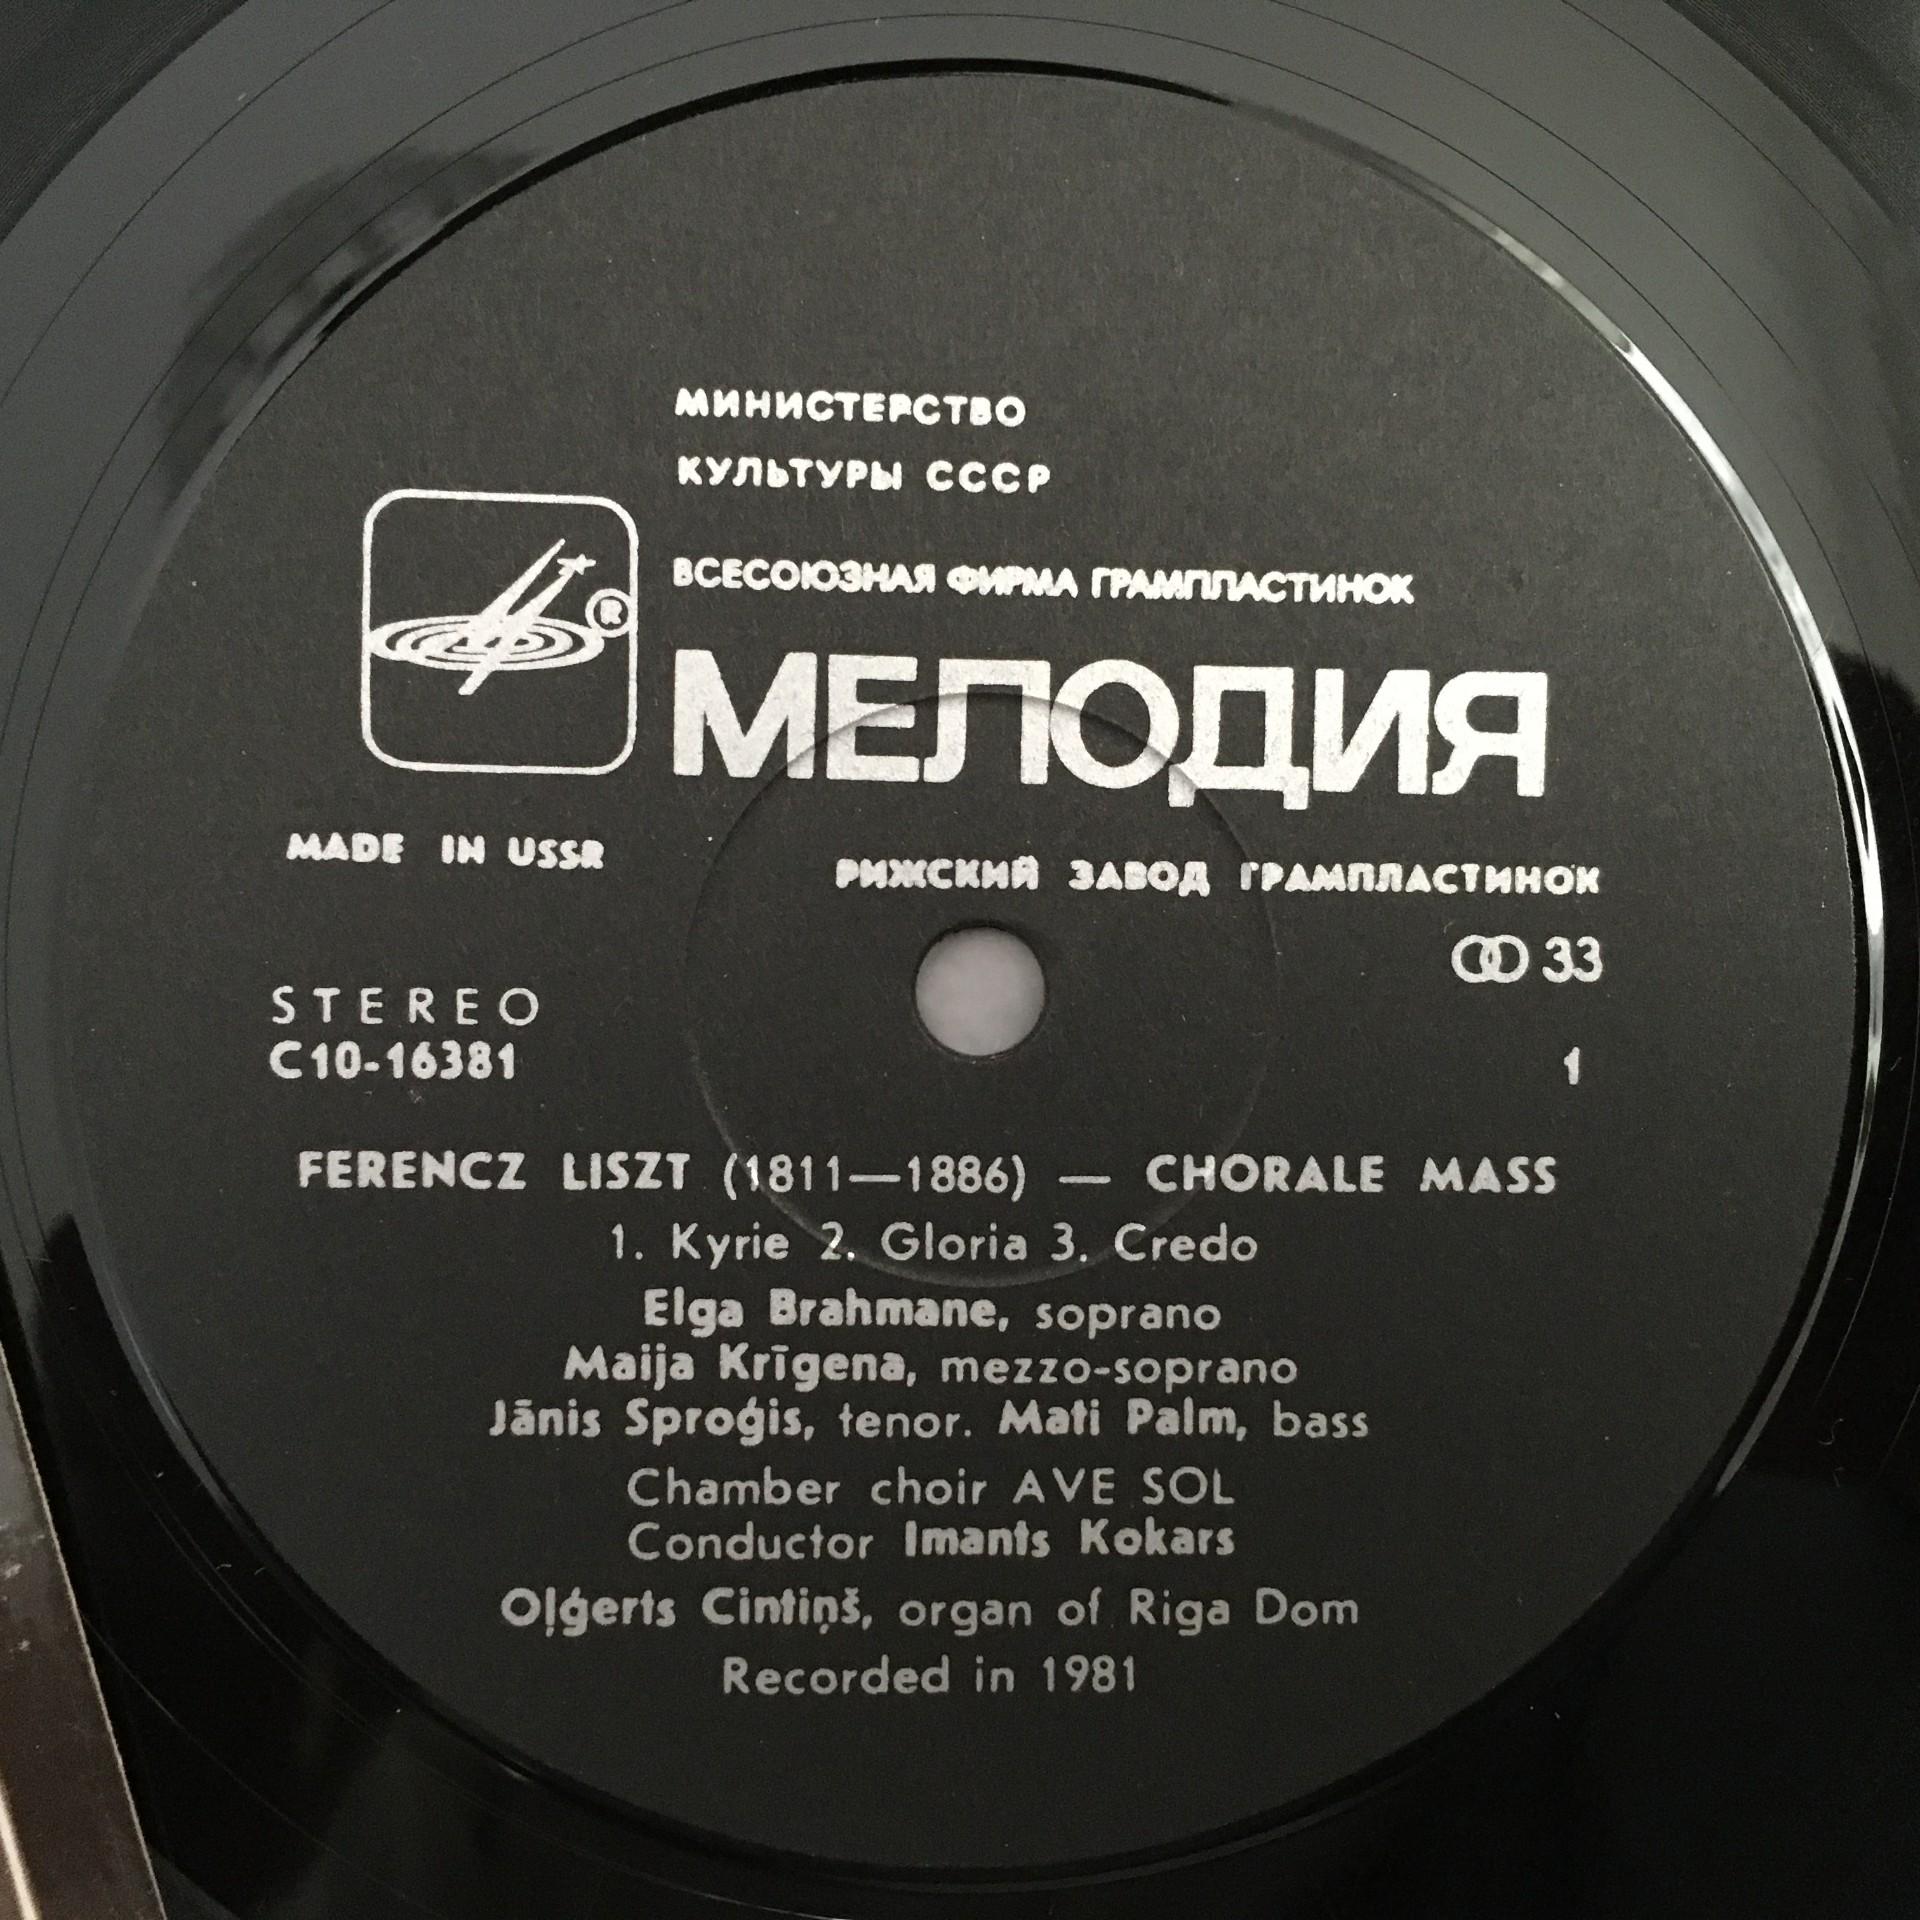 МИНИСТЕРСТВО
КУЛЬТУРЫ СССР
ВСЕСОЮЗНАЯ ФИРМА ГРАМПЛАСТИНОК
®
МЕЛОДИЯ
MADE IN USSR
РИЖСКИЙ ЗАВОД ГРАМПЛАСТИНОК
33
STEREO
C10-16381
1
FERENCZ LISZT (1811—1886) — CHORALE MASS
1. Kyrie 2. Gloria 3. Credo
Elga Brahmane, soprano
Maija Krīgena, mezzo-soprano
Jānis Sproģis, tenor. Mati Palm, bass
Chamber choir AVE SOL
Conductor Imants Kokars
Oļģerts Cintiņš, organ of Riga Dom
Recorded in 1981